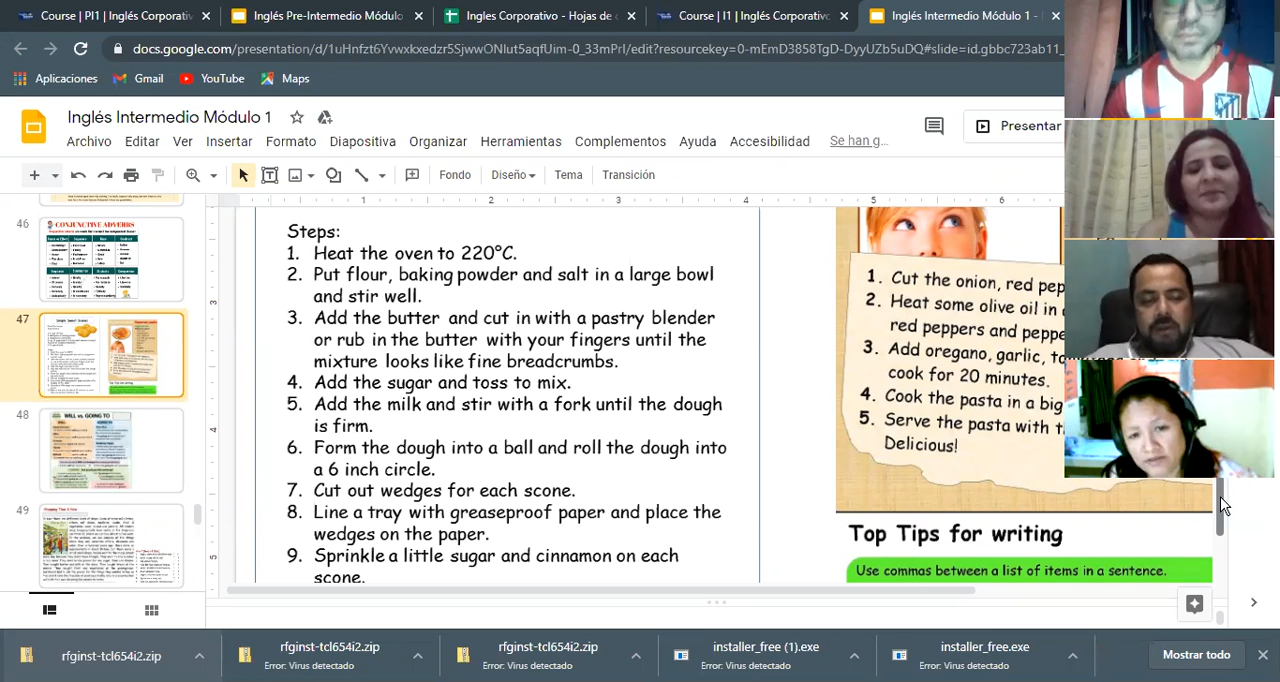 Course | PI1 | Inglés Corporativ
Inglés Pre-Intermedio Módulo
Ingles Corporativo - Hojas de c
Course | I1 | Inglés Corporativo
Inglés Intermedio Módulo 1 -
docs.google.com/presentation/d/1uHnfzt6Yvwxkxedzr5SjwwONlut5aqfUim-0_33mPrI/edit?resourcekey=0-mEmD3858TgD-DyyUZb5uDQ#slide=id.gbbc723ab11_
Aplicaciones
Gmail
YouTube
Maps
Inglés Intermedio Módulo 1
Presentar
Archivo Editar Ver Insertar Formato Diapositiva Organizar Herramientas Complementos Ayuda Accesibilidad Se han g...
Fondo Diseño Tema Transición
1 2 3 4 5 6
46
CONJUNCTIVE ADVERBS
47
48
WILL vs. GOING TO
49
3
4
5
Steps:
1. Heat the oven to 220°C.
2. Put flour, baking powder and salt in a large bowl
and stir well.
3. Add the butter and cut in with a pastry blender
or rub in the butter with your fingers until the
mixture looks like fine breadcrumbs.
4. Add the sugar and toss to mix.
5. Add the milk and stir with a fork until the dough
is firm.
6. Fonm the dough into a ball and roll the dough into
a 6 inch circle.
7. Cut out wedges for each scone.
8. Line a tray with greaseproof paper and place the
wedges on the paper.
9. Sprinkle a little sugar and cinnamon on each
scone.
1. Cut the onion, red pep
2. Heat some olive oil in
red peppers and peppe
3. Add oregano, garlic,
cook for 20 minutes.
4. Cook the pasta in a big
5. Serve the pasta with
Delicious!
Top Tips for writing
Use commas between a list of items in a sentence.
rfginst-tcl654i2.zip
rfginst-tcl654i2.zip
Error: Virus detectado
rfginst-tcl654i2.zip
Error: Virus detectado
installer_free (1).exe
Error: Virus detectado
installer_free.exe
Error: Virus detectado
Mostrar todo